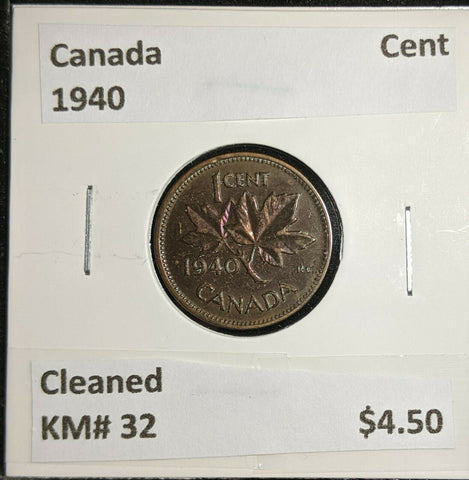 Canada Cent
1940
1 CENT
1940
CANADA
Cleaned
KM# 32 $4.50